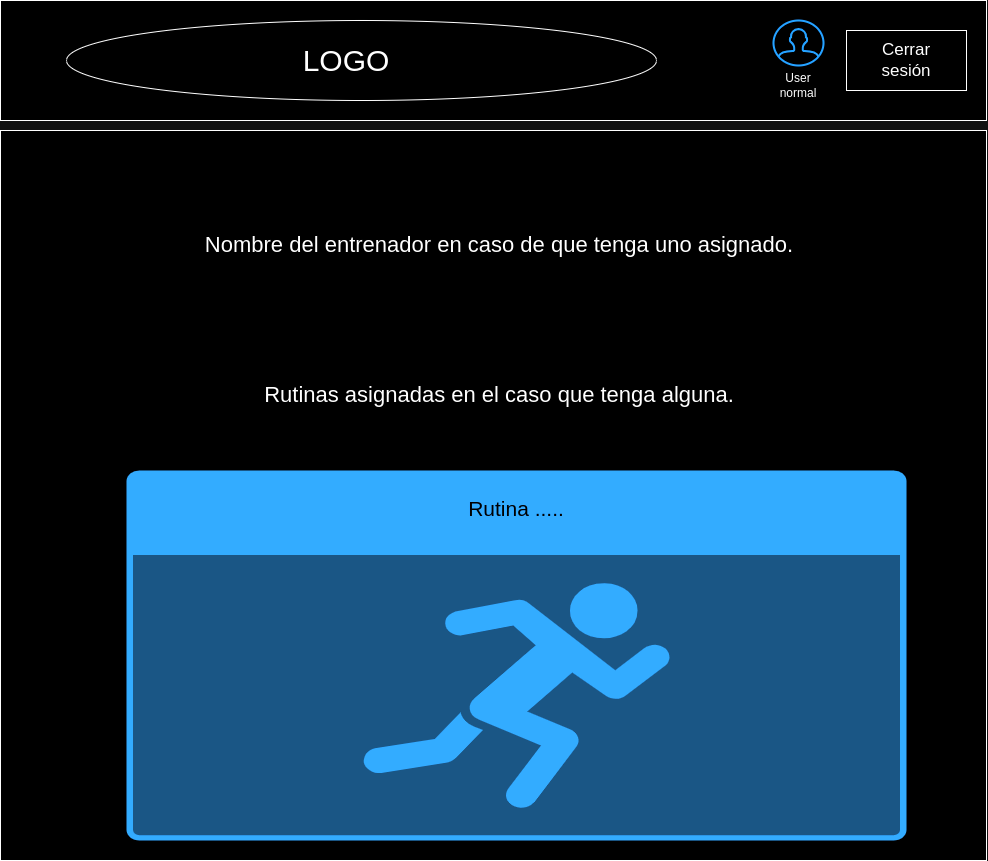 LOGO
User
normal
Cerrar
sesión
Nombre del entrenador en caso de que tenga uno asignado.
Rutinas asignadas en el caso que tenga alguna.
Rutina .....